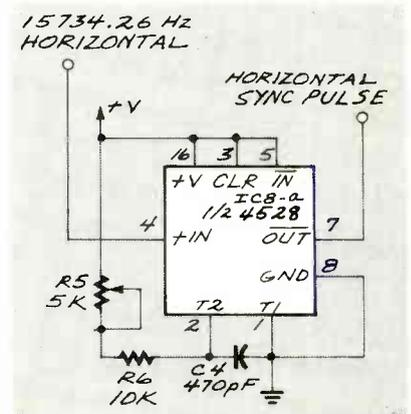 15734.26 Hz
HORIZONTAL
HORIZONTAL
SYNC PULSE
+V
16 3 5
+V CLR IN
IC8-a
1/2 4528
4 +IN OUT 7
GND 8
R5
5K
T2 T1
2 1
C4
470pF
R6
10K